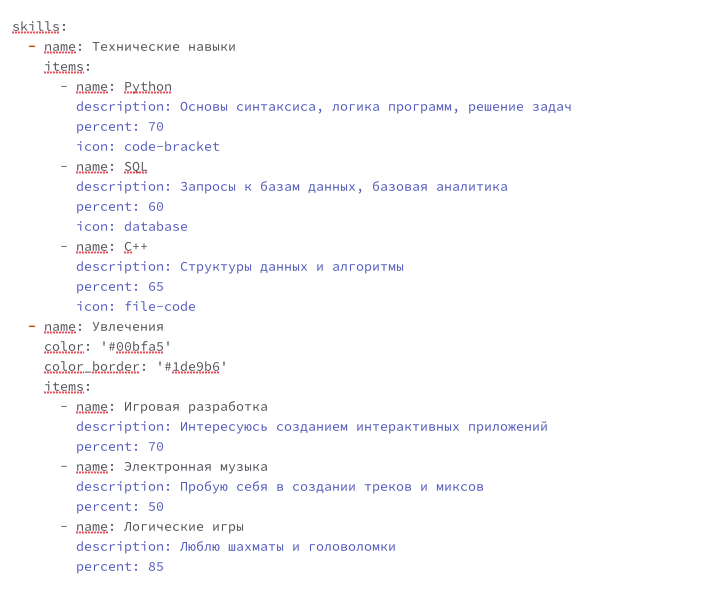 skills:
  - name: Технические навыки
    items:
      - name: Python
        description: Основы синтаксиса, логика программ, решение задач
        percent: 70
        icon: code-bracket
      - name: SQL
        description: Запросы к базам данных, базовая аналитика
        percent: 60
        icon: database
      - name: C++
        description: Структуры данных и алгоритмы
        percent: 65
        icon: file-code
  - name: Увлечения
    color: '#00bfa5'
    color_border: '#1de9b6'
    items:
      - name: Игровая разработка
        description: Интересуюсь созданием интерактивных приложений
        percent: 70
      - name: Электронная музыка
        description: Пробую себя в создании треков и миксов
        percent: 50
      - name: Логические игры
        description: Люблю шахматы и головоломки
        percent: 85